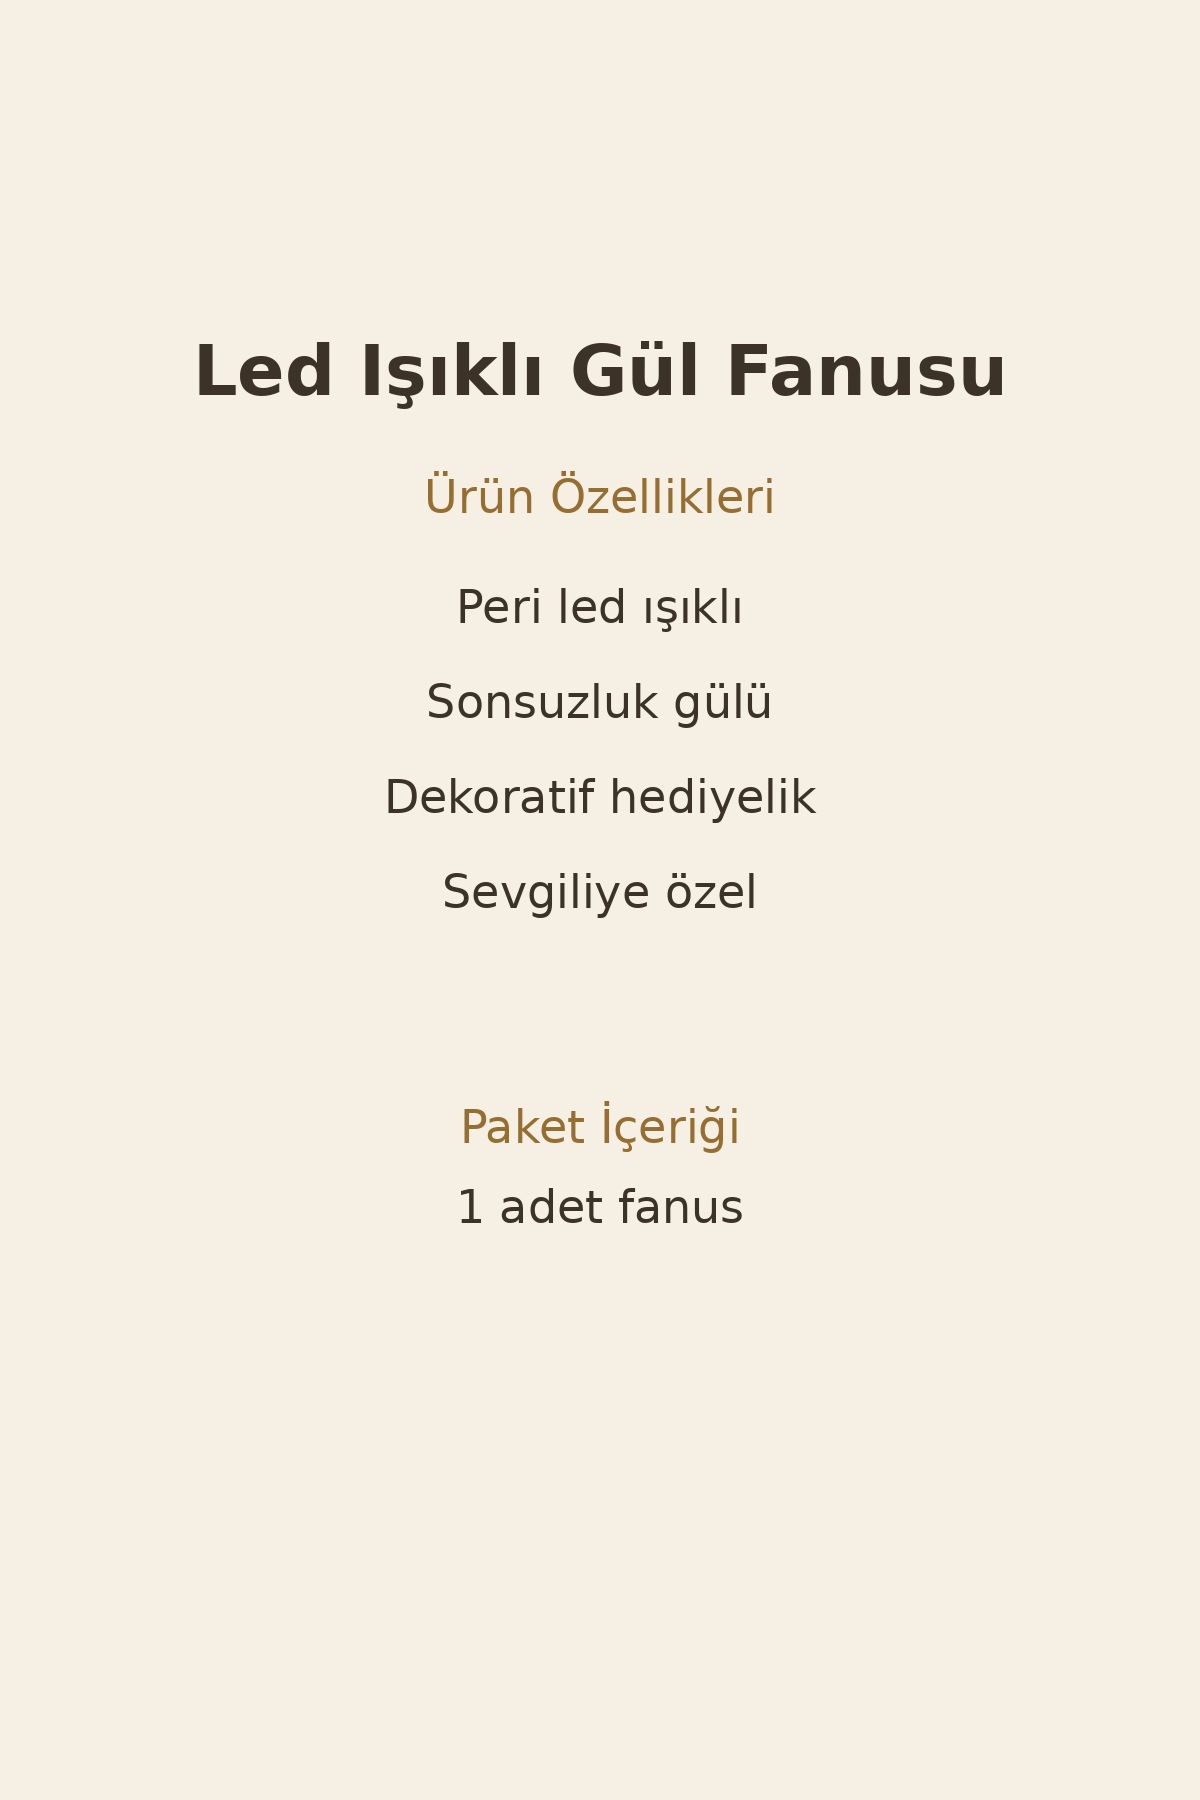 Led Işıklı Gül Fanusu
Ürün Özellikleri
Peri led ışıklı
Sonsuzluk gülü
Dekoratif hediyelik
Sevgiliye özel
Paket İçeriği
1 adet fanus